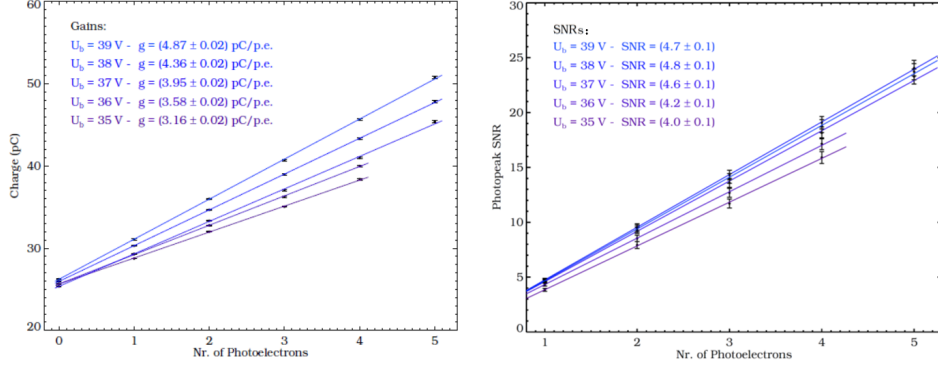 Gains:
U_b = 39 V - g = (4.87 ± 0.02) pC/p.e.
U_b = 38 V - g = (4.36 ± 0.02) pC/p.e.
U_b = 37 V - g = (3.95 ± 0.02) pC/p.e.
U_b = 36 V - g = (3.58 ± 0.02) pC/p.e.
U_b = 35 V - g = (3.16 ± 0.02) pC/p.e.
Charge (pC)
60
50
40
30
20
0 1 2 3 4 5
Nr. of Photoelectrons
SNRs:
U_b = 39 V - SNR = (4.7 ± 0.1)
U_b = 38 V - SNR = (4.8 ± 0.1)
U_b = 37 V - SNR = (4.6 ± 0.1)
U_b = 36 V - SNR = (4.2 ± 0.1)
U_b = 35 V - SNR = (4.0 ± 0.1)
Photopeak SNR
30
25
20
15
10
5
0
1 2 3 4 5
Nr. of Photoelectrons